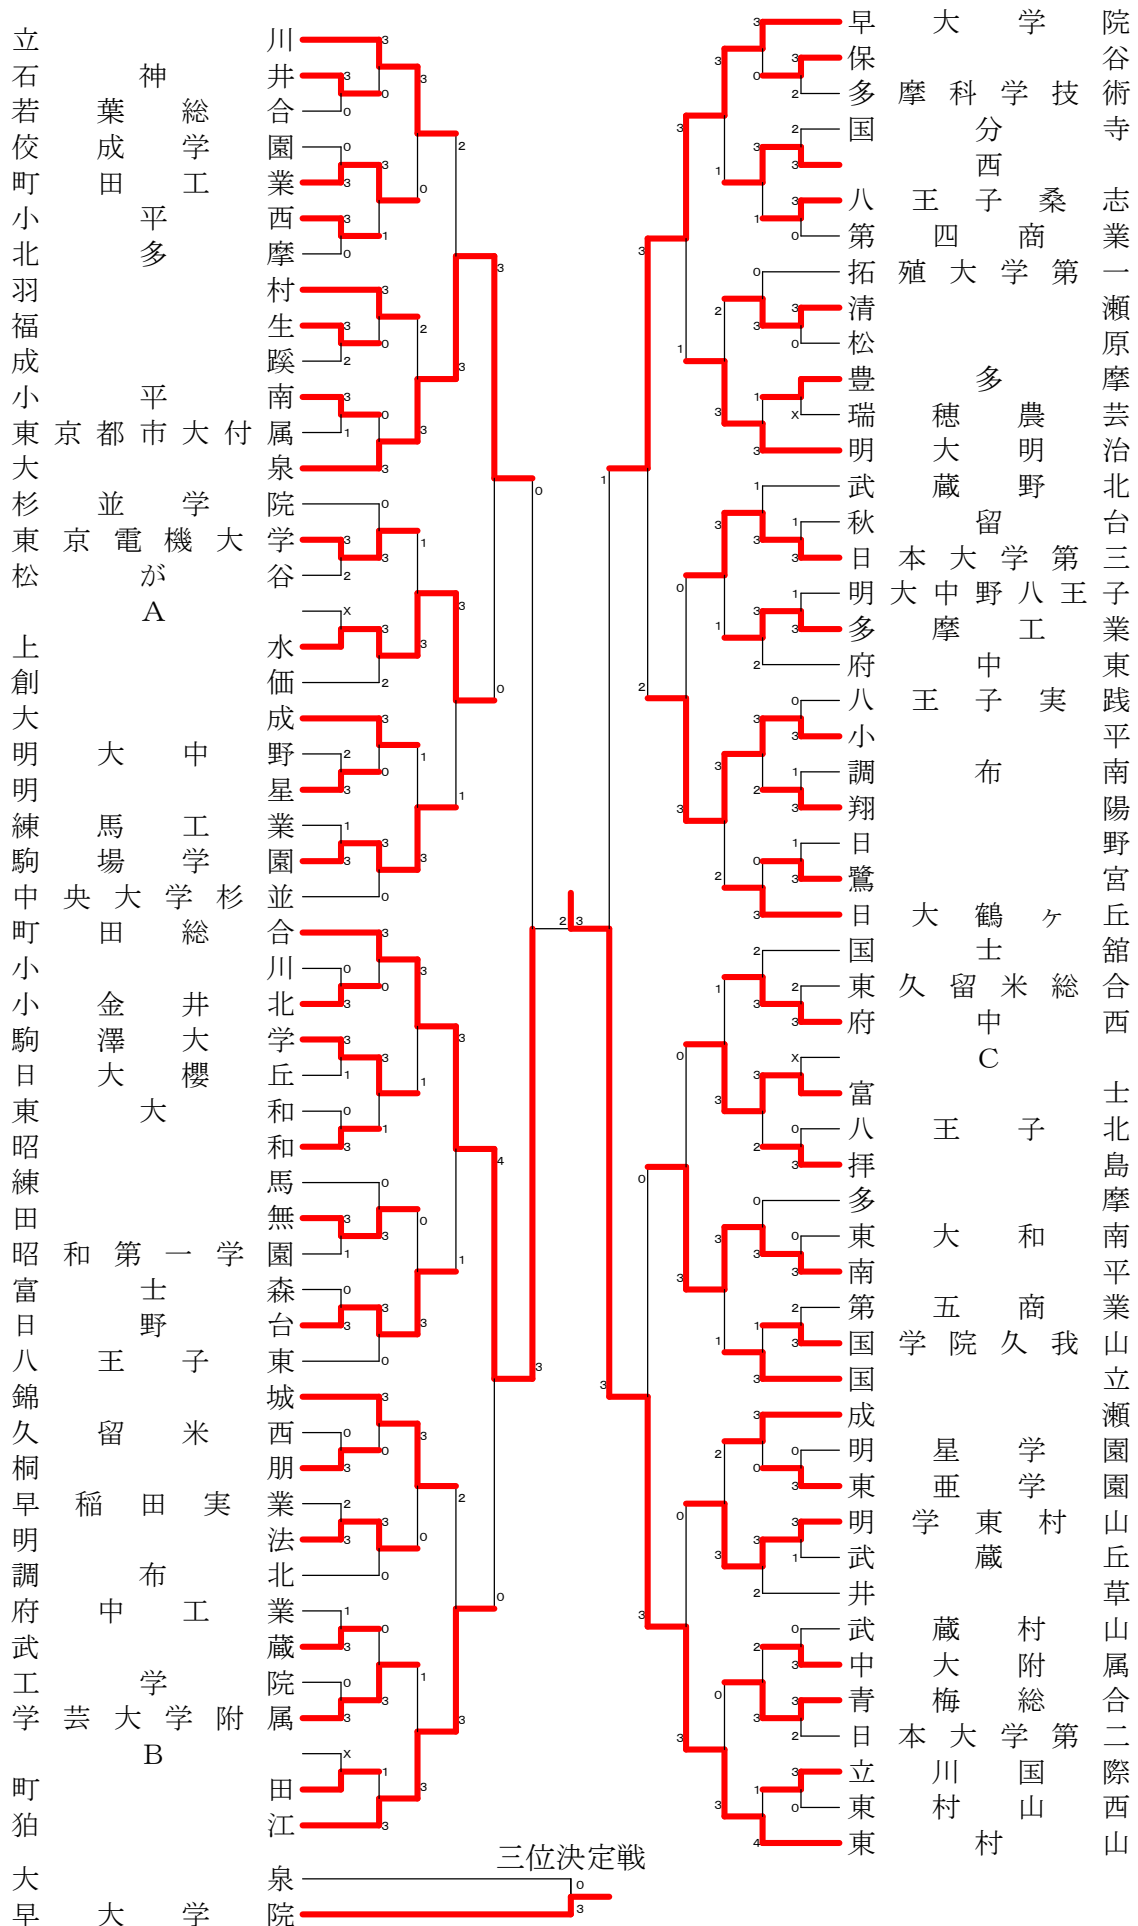 立川
石神井
若葉総合
佼成学園
町田工業
小平西
北多摩
羽村
福生
成蹊
小平南
東京都市大付属
大泉
杉並学院
東京電機大学
松が谷
A
上水
創価
大成
明大中野
明星
練馬工業
駒場学園
中央大学杉並
町田総合
小川
小金井北
駒澤大学
日大櫻丘
東大和
昭和
練馬
田無
昭和第一学園
富士森
日野台
八王子東
錦城
久留米西
桐朋
早稲田実業
明法
調布北
府中工業
武蔵
工学院
学芸大学附属
B
町田
狛江
早大学院
保谷
多摩科学技術
国分寺
西
八王子桑志
第四商業
拓殖大学第一
清瀬
松原
豊多摩
瑞穂農芸
明大明治
武蔵野北
秋留台
日本大学第三
明大中野八王子
多摩工業
府中東
八王子実践
小平
調布南
翔陽
日野
鷺宮
日大鶴ヶ丘
国士舘
東久留米総合
府中西
C
富士
八王子北
拝島
多摩
東大和南
南平
第五商業
国学院久我山
国立
成瀬
明星学園
東亜学園
明学東村山
武蔵丘
井草
武蔵村山
中大附属
青梅総合
日本大学第二
立川国際
東村山西
東村山
三位決定戦
大泉 0
早大学院 3